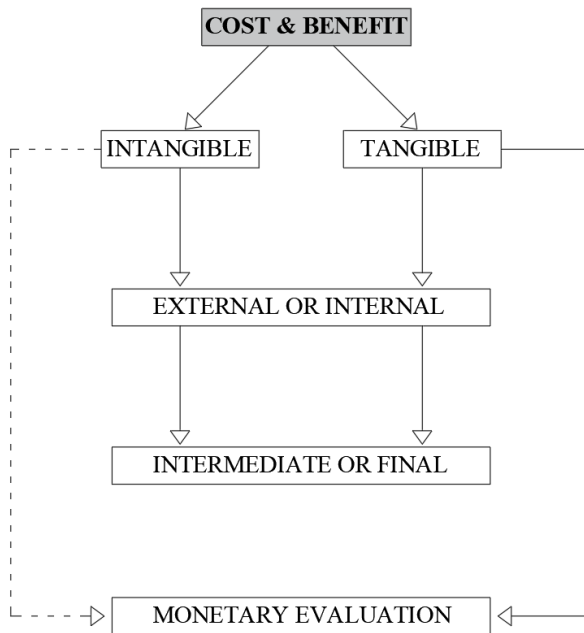 COST & BENEFIT
INTANGIBLE
TANGIBLE
EXTERNAL OR INTERNAL
INTERMEDIATE OR FINAL
MONETARY EVALUATION